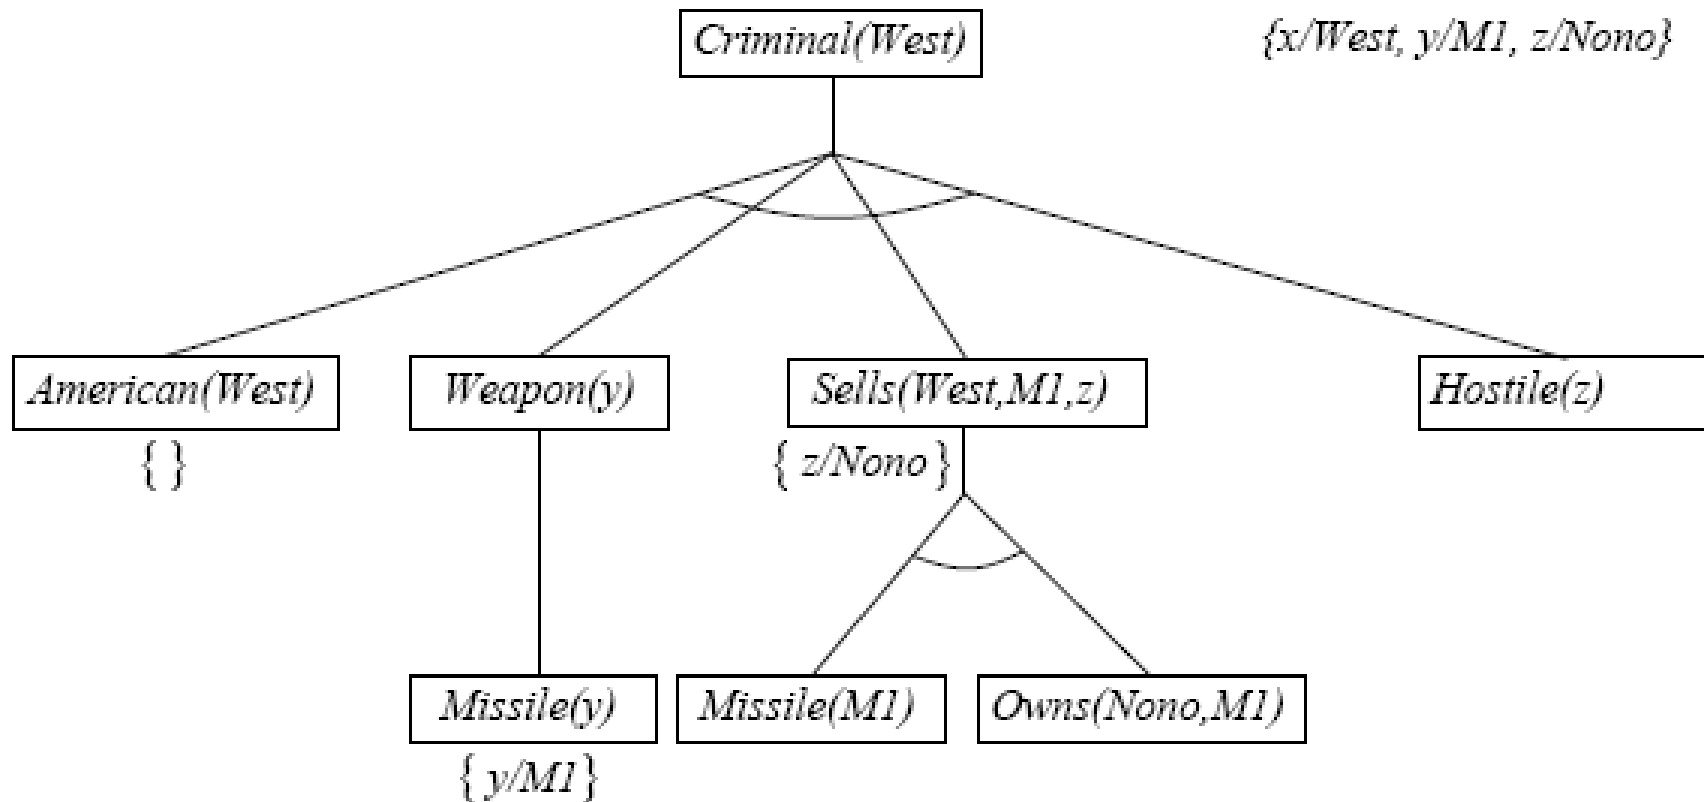 Criminal(West)
{x/West, y/M1, z/Nono}
American(West)
Weapon(y)
Sells(West,M1,z)
Hostile(z)
{ }
{ z/Nono }
Missile(y)
Missile(M1)
Owns(Nono,M1)
{ y/M1 }